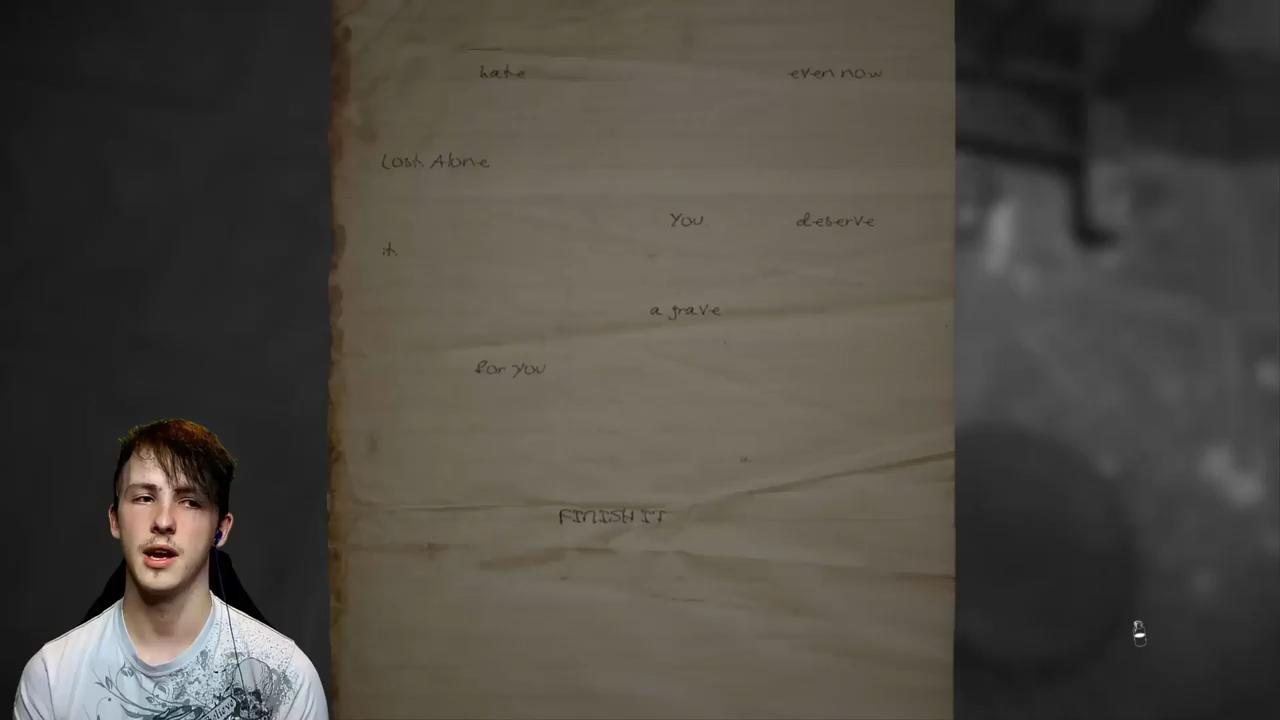 hate even now
Lost. Alone
You deserve
it.
a grave
for you
FINISH IT